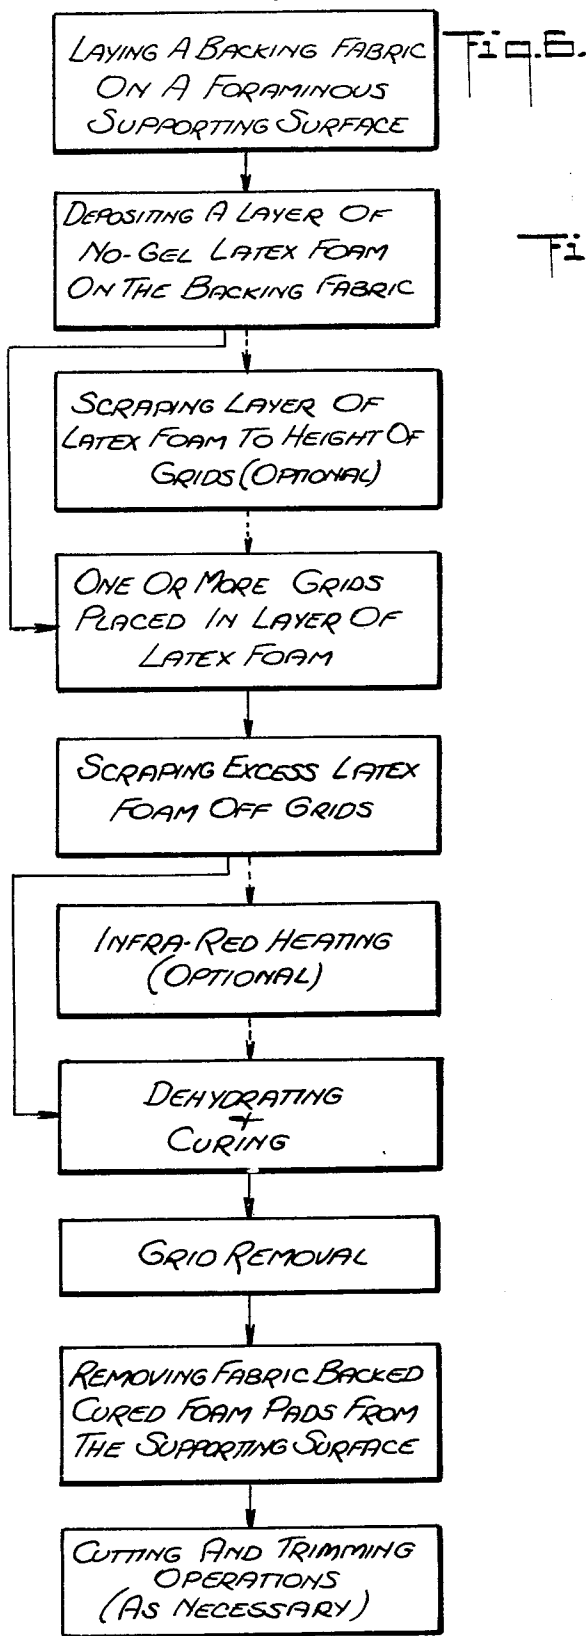 LAYING A BACKING FABRIC
ON A FORAMINOUS
SUPPORTING SURFACE
Fig.6.
DEPOSITING A LAYER OF
NO-GEL LATEX FOAM
ON THE BACKING FABRIC
Fi
SCRAPING LAYER OF
LATEX FOAM TO HEIGHT OF
GRIDS (OPTIONAL)
ONE OR MORE GRIDS
PLACED IN LAYER OF
LATEX FOAM
SCRAPING EXCESS LATEX
FOAM OFF GRIDS
INFRA-RED HEATING
(OPTIONAL)
DEHYDRATING
+
CURING
GRID REMOVAL
REMOVING FABRIC BACKED
CURED FOAM PADS FROM
THE SUPPORTING SURFACE
CUTTING AND TRIMMING
OPERATIONS
(AS NECESSARY)